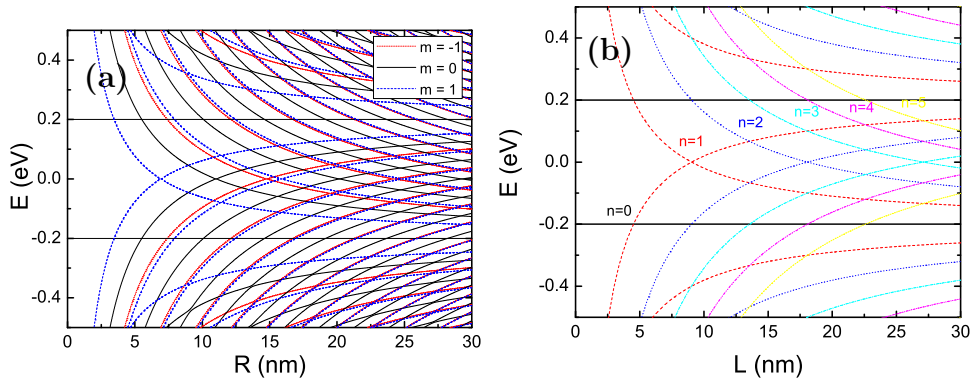 (a)
m = -1
m = 0
m = 1
E (eV)
0.4
0.2
0.0
-0.2
-0.4
0 5 10 15 20 25 30
R (nm)
(b)
E (eV)
0.4
0.2
0.0
-0.2
-0.4
n=0
n=1
n=2
n=3
n=4
n=5
0 5 10 15 20 25 30
L (nm)